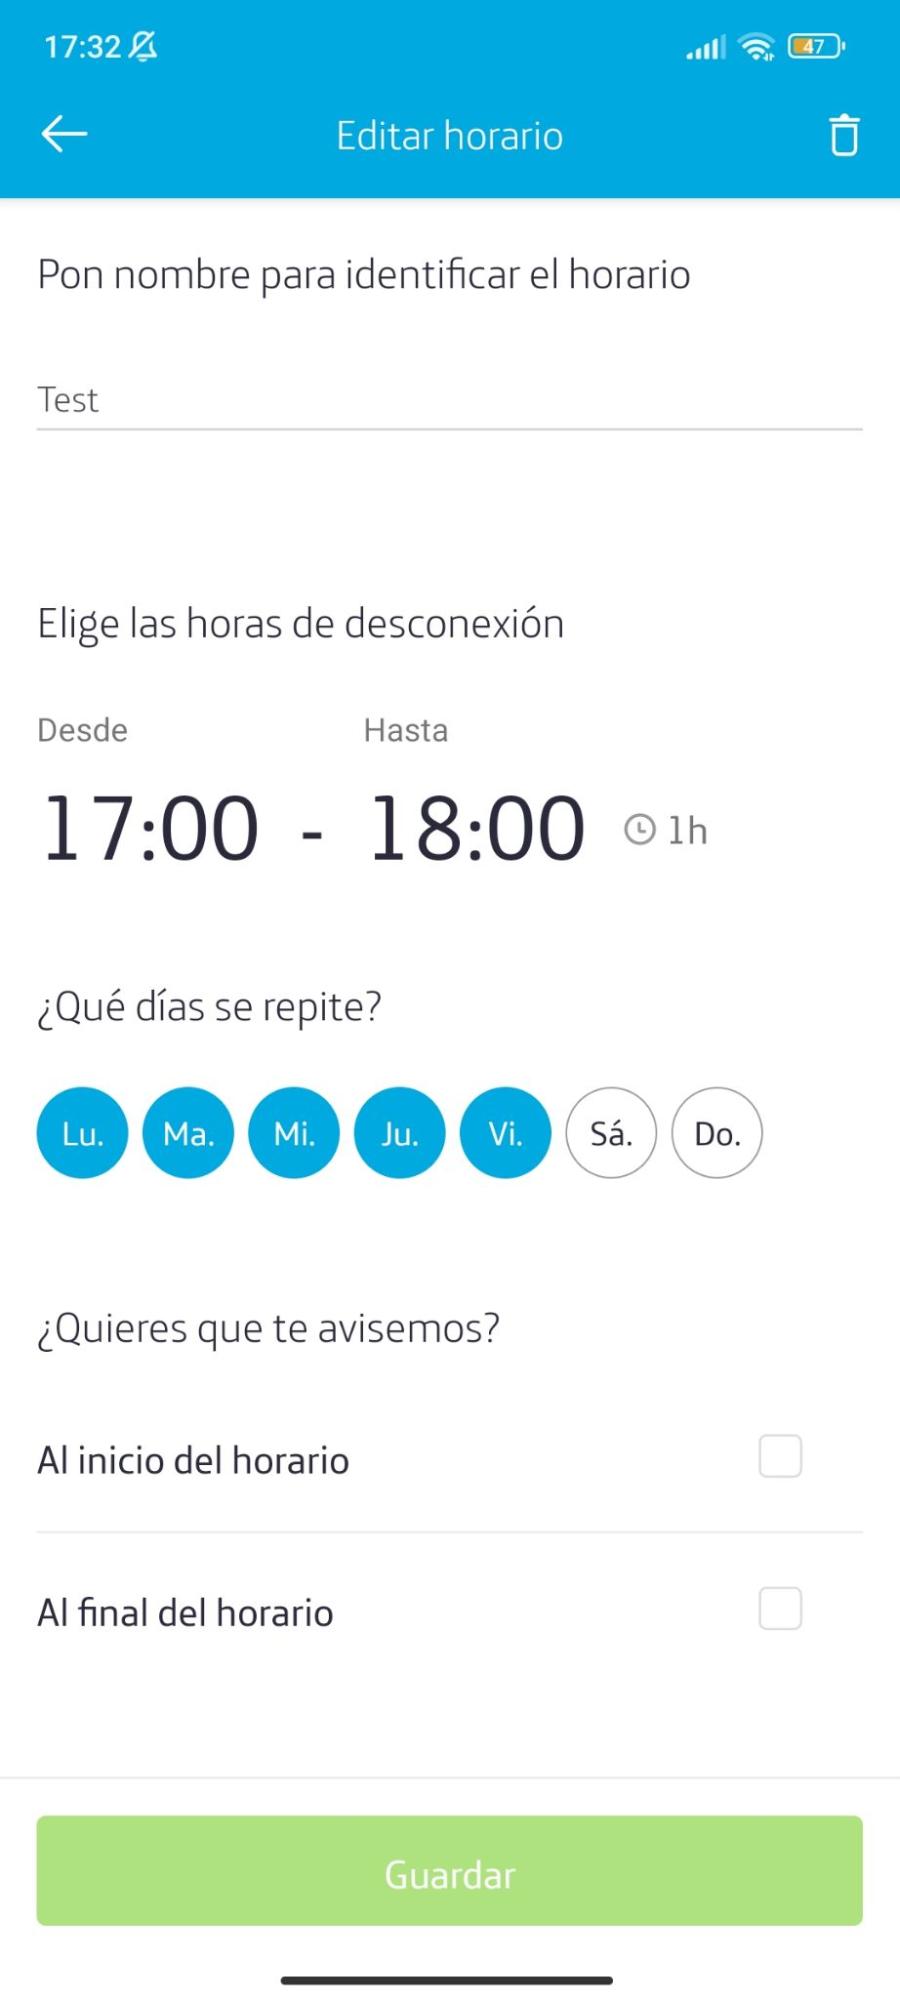 17:32
47
Editar horario
Pon nombre para identificar el horario
Test
Elige las horas de desconexión
Desde Hasta
17:00 - 18:00 1h
¿Qué días se repite?
Lu. Ma. Mi. Ju. Vi. Sá. Do.
¿Quieres que te avisemos?
Al inicio del horario
Al final del horario
Guardar